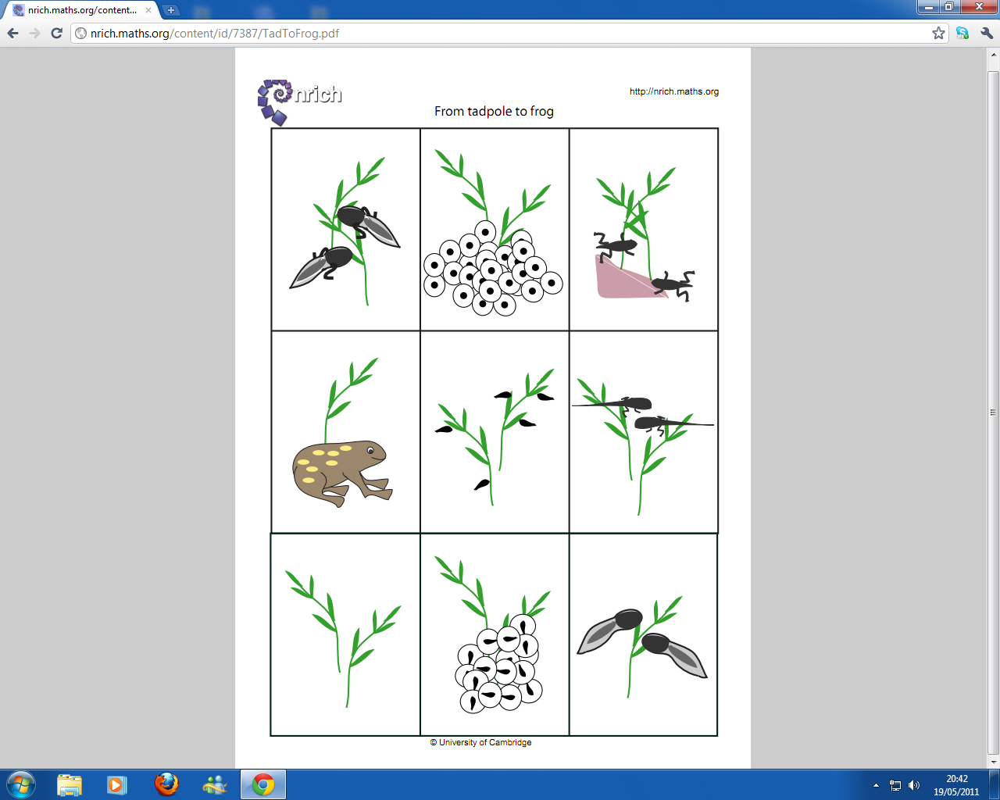 nrich.maths.org/content...
nrich.maths.org/content/id/7387/TadToFrog.pdf
nrich
http://nrich.maths.org
From tadpole to frog
© University of Cambridge
20:42
19/05/2011